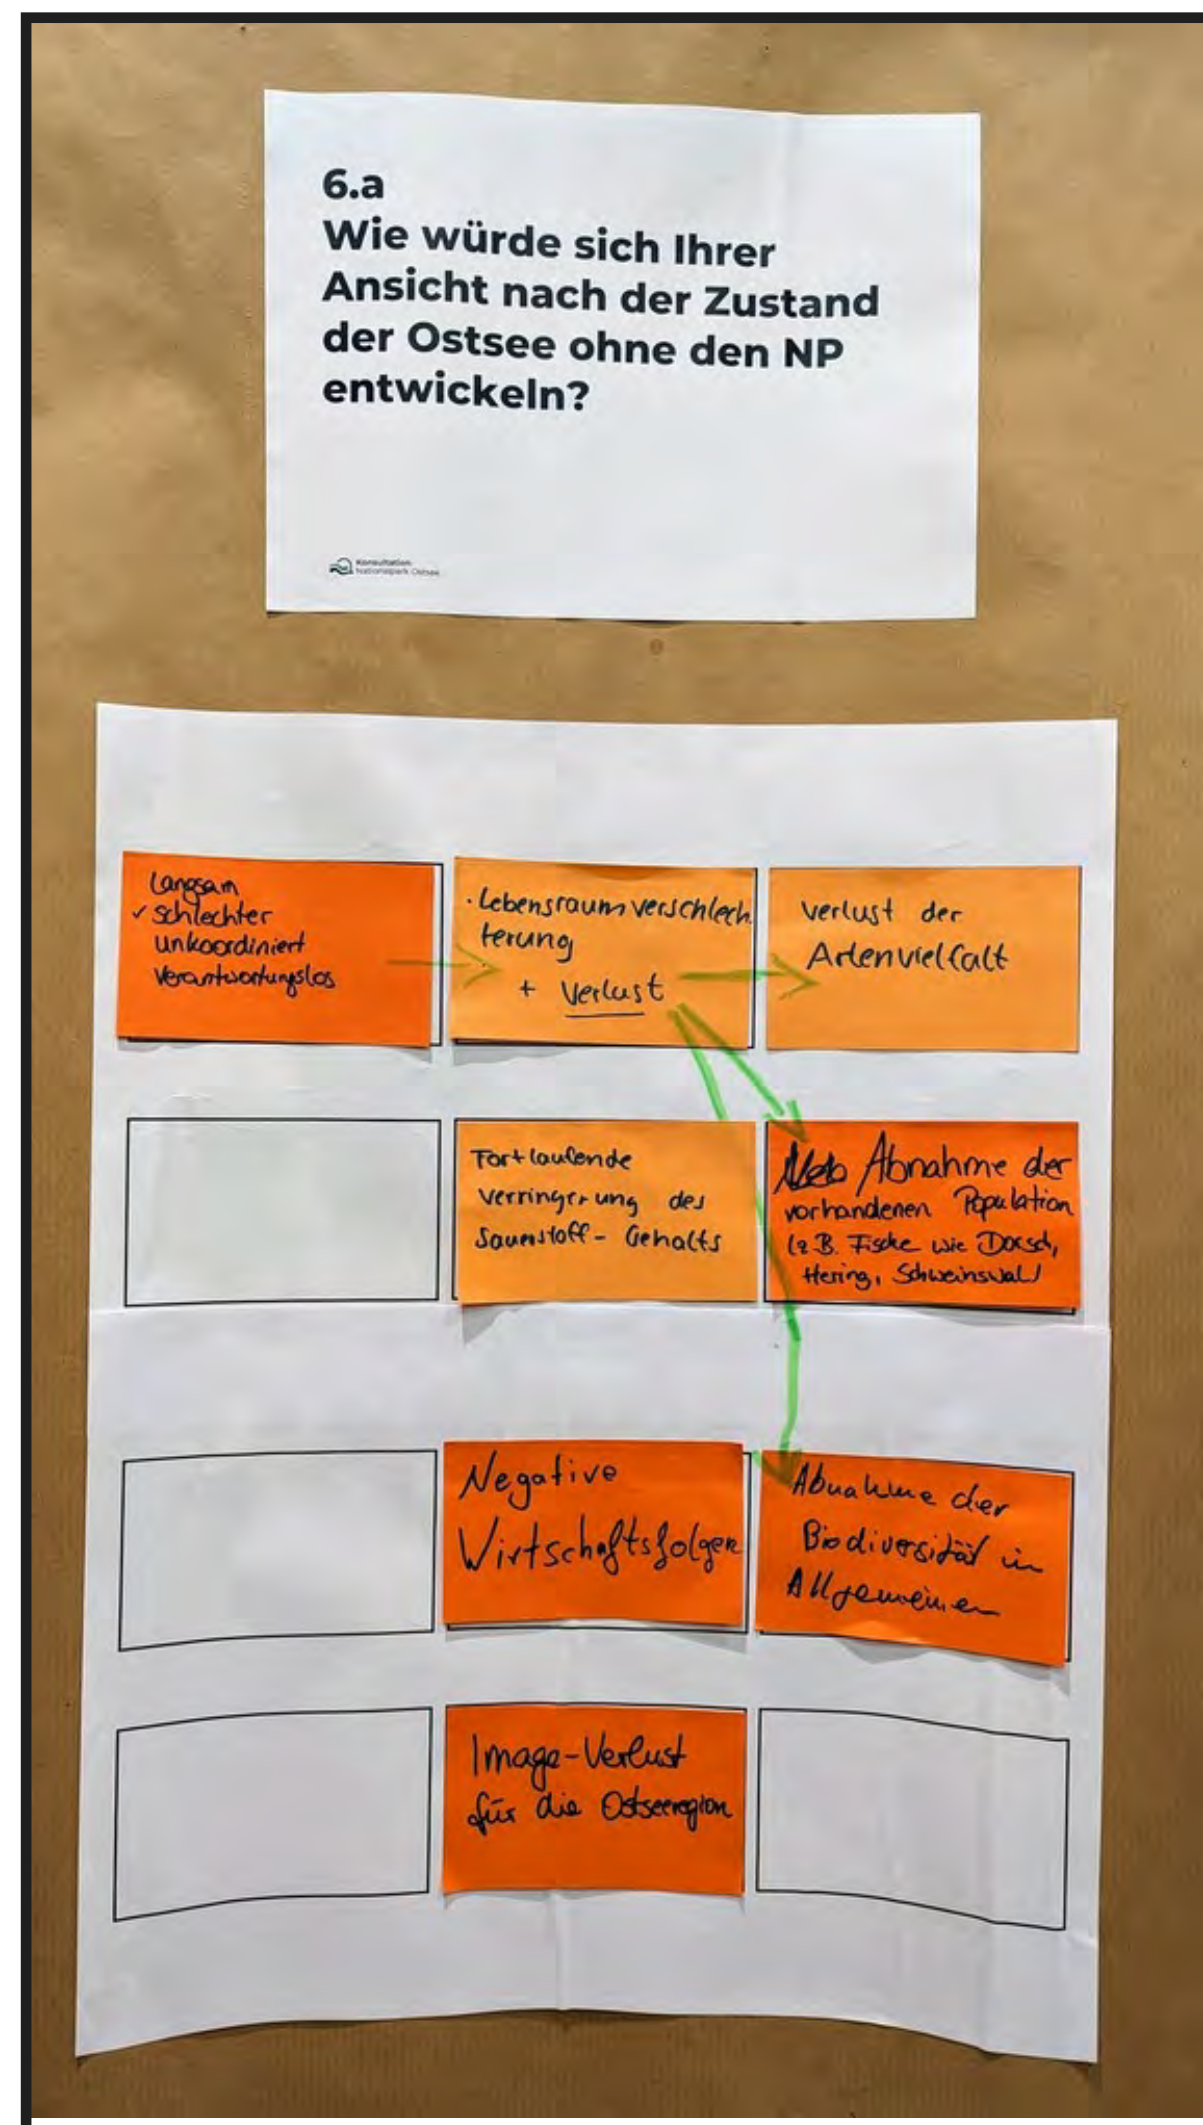 6.a
Wie würde sich Ihrer
Ansicht nach der Zustand
der Ostsee ohne den NP
entwickeln?
Konsultation
Nationalpark Ostsee
Langsam
✓ schlechter
unkoordiniert
verantwortungslos
· Lebensraumverschlech
terung
+ Verlust
Verlust der
Artenvielfalt
Fortlaufende
Verringerung des
Sauerstoff- Gehalts
Abnahme der
vorhandenen Population
(z.B. Fische wie Dorsch,
Hering, Schweinswal)
Negative
Wirtschaftsfolgen
Abnahme der
Biodiversität im
Allgemeinen
Image-Verlust
für die Ostseeregion